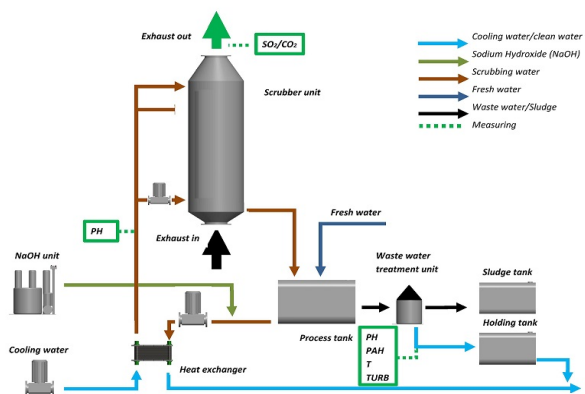 Exhaust out
SO₂/CO₂
Scrubber unit
Cooling water/clean water
Sodium Hydroxide (NaOH)
Scrubbing water
Fresh water
Waste water/Sludge
Measuring
PH
Exhaust in
Fresh water
NaOH unit
Waste water
treatment unit
Sludge tank
Process tank
Holding tank
PH
PAH
T
TURB
Cooling water
Heat exchanger